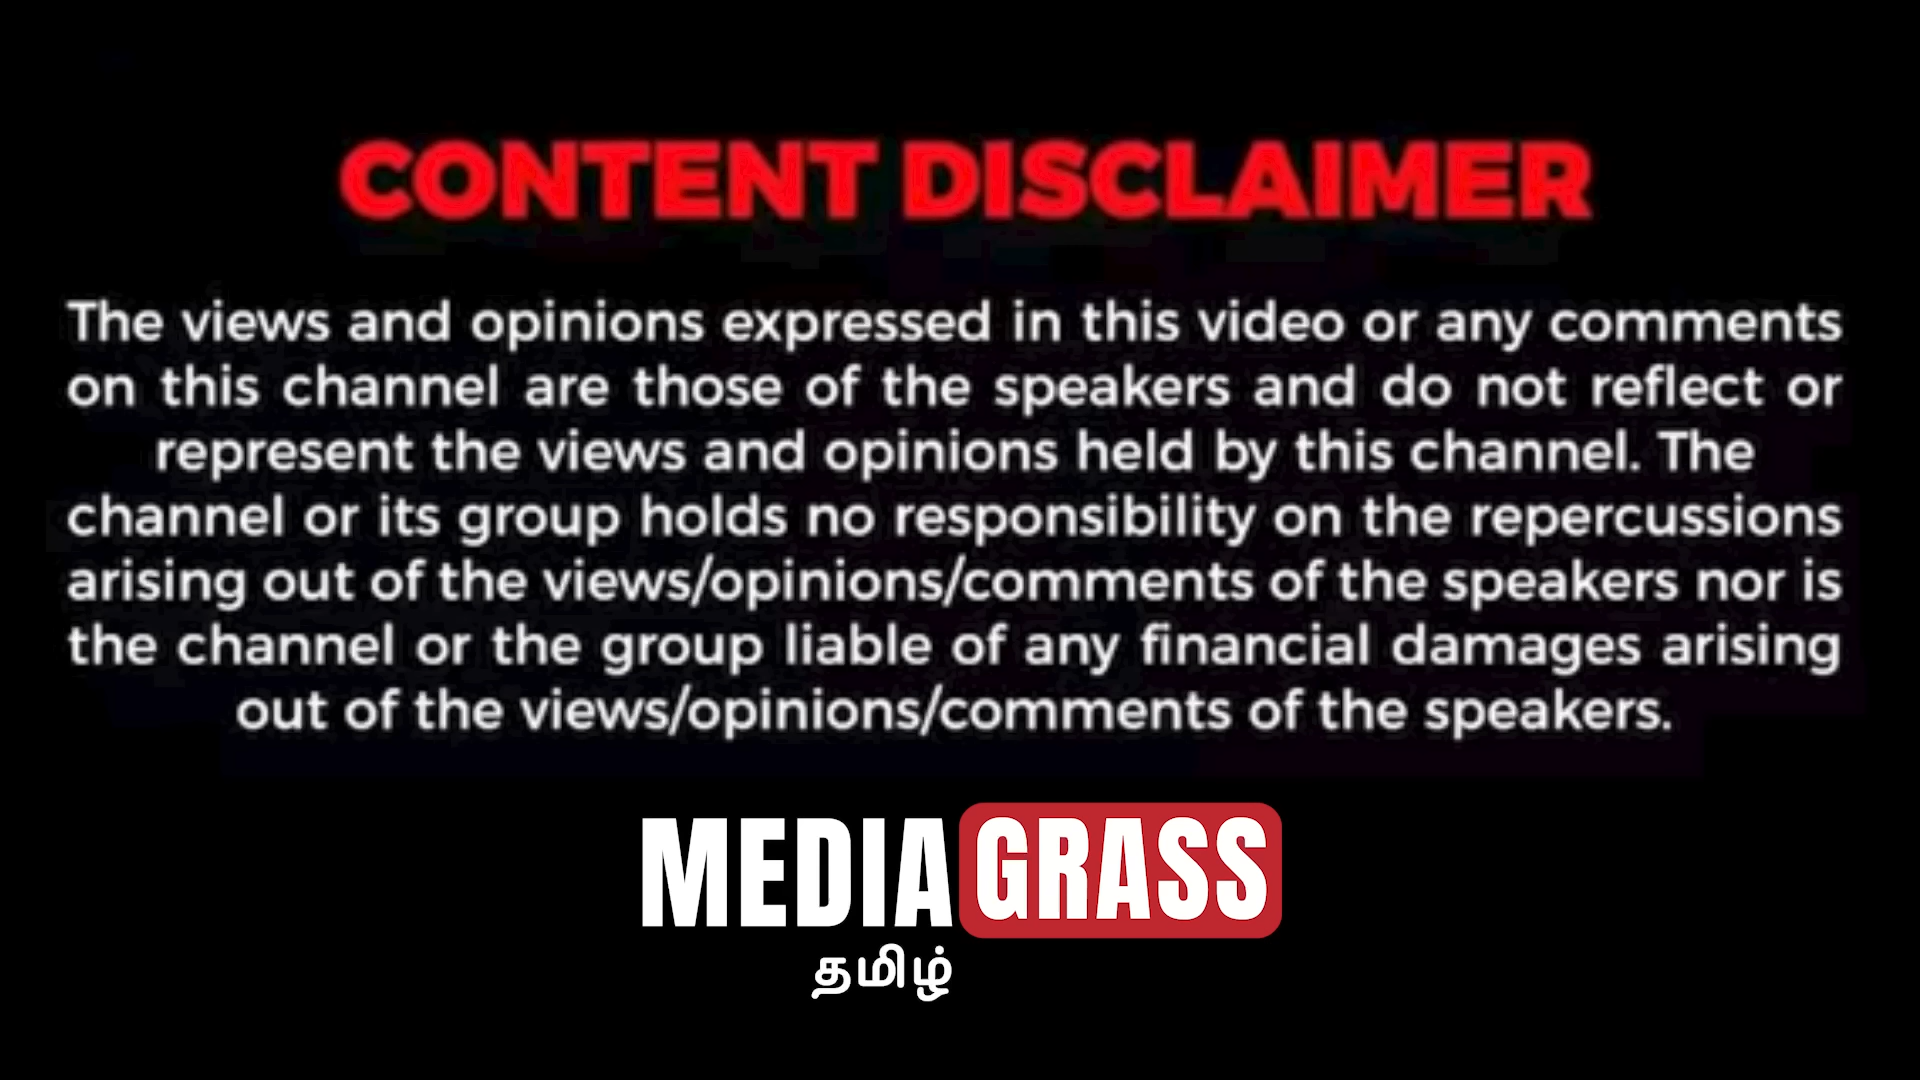 CONTENT DISCLAIMER
The views and opinions expressed in this video or any comments
on this channel are those of the speakers and do not reflect or
represent the views and opinions held by this channel. The
channel or its group holds no responsibility on the repercussions
arising out of the views/opinions/comments of the speakers nor is
the channel or the group liable of any financial damages arising
out of the views/opinions/comments of the speakers.
MEDIA GRASS
தமிழ்